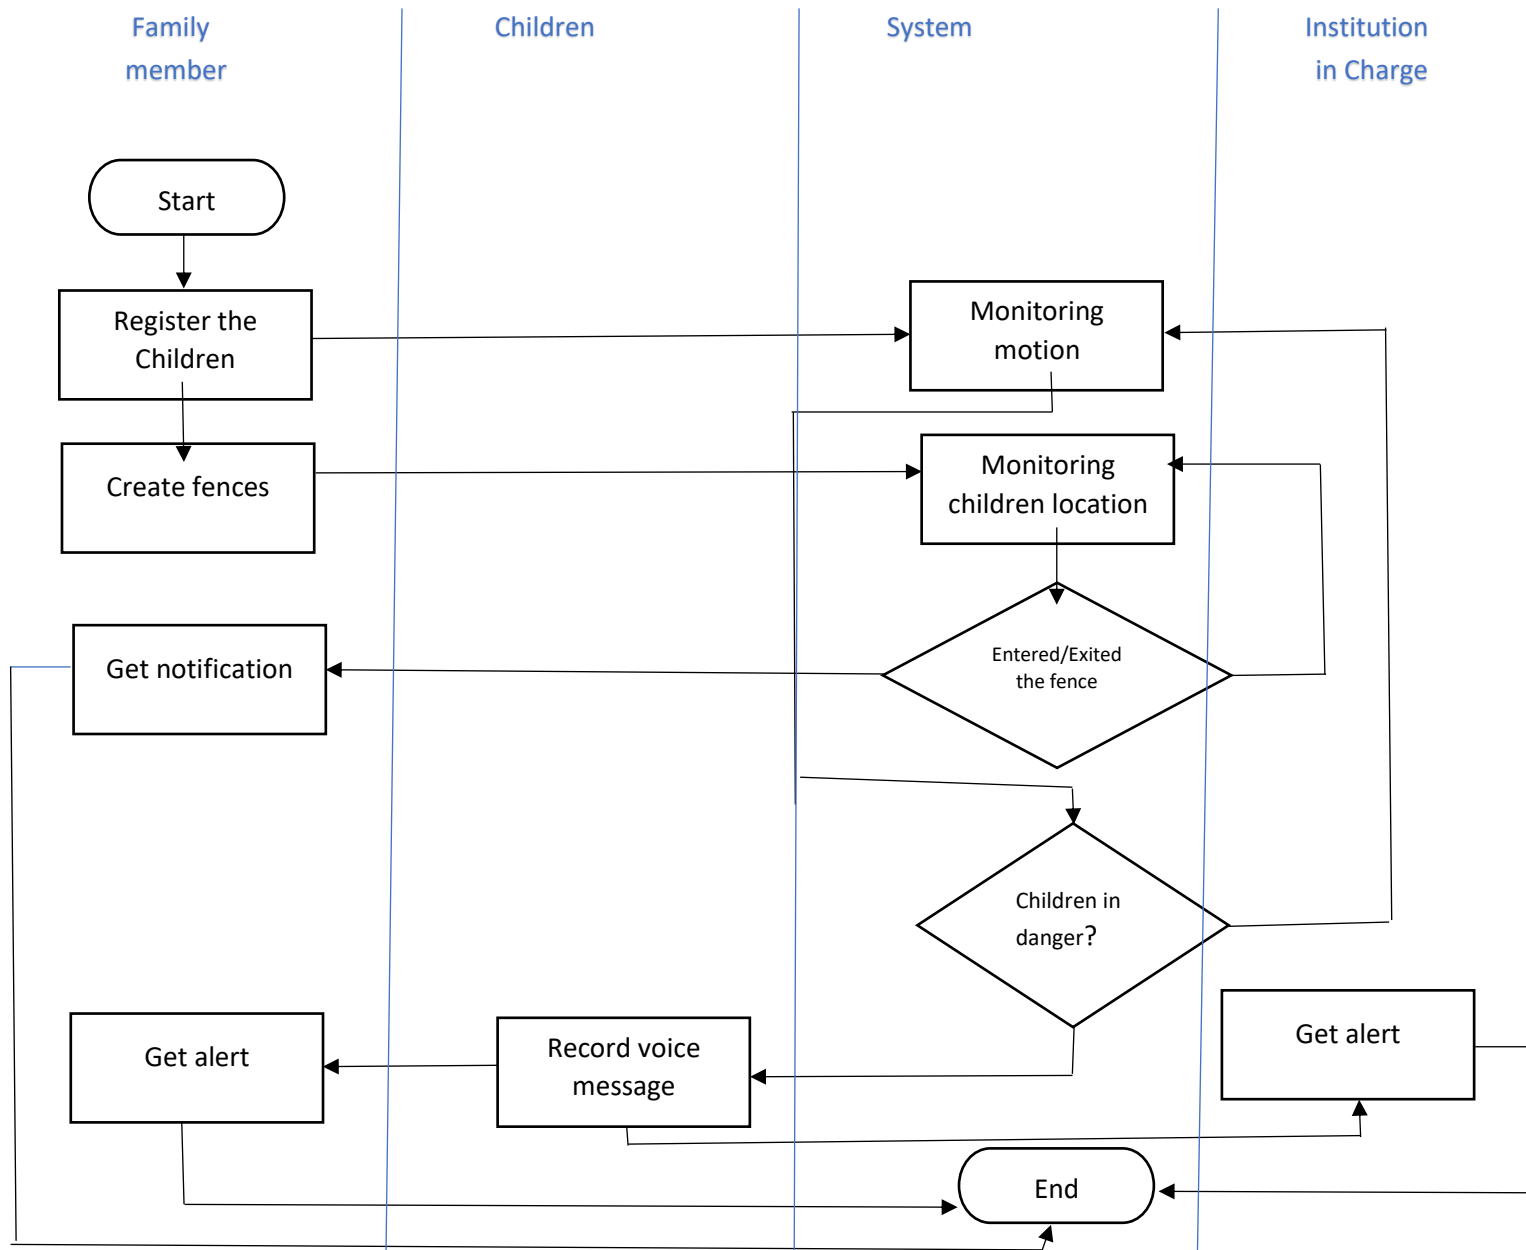 Family
member
Children
System
Institution
in Charge
Start
Register the
Children
Monitoring
motion
Create fences
Monitoring
children location
Get notification
Entered/Exited
the fence
Children in
danger?
Get alert
Record voice
message
Get alert
End